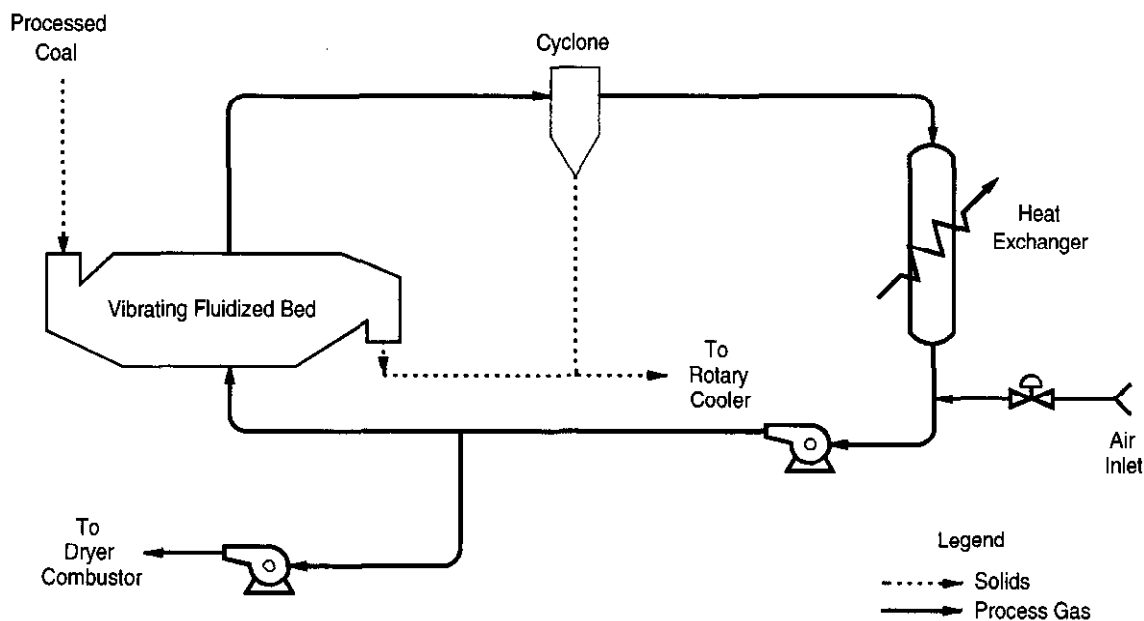 Processed
Coal
Cyclone
Heat
Exchanger
Vibrating Fluidized Bed
To
Rotary
Cooler
Air
Inlet
To
Dryer
Combustor
Legend
Solids
Process Gas